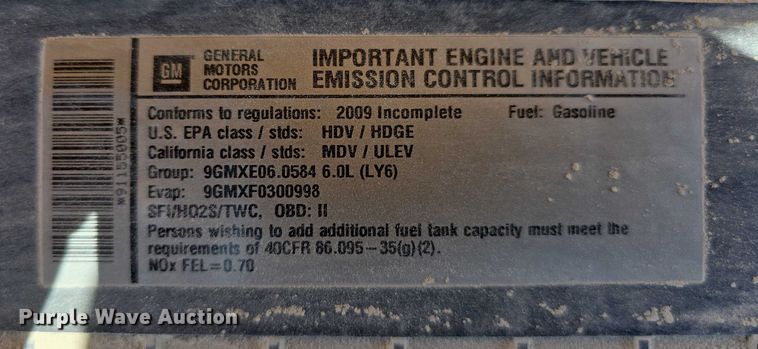 GM
GENERAL MOTORS CORPORATION
IMPORTANT ENGINE AND VEHICLE
EMISSION CONTROL INFORMATION
Conforms to regulations: 2009 Incomplete Fuel: Gasoline
U.S. EPA class / stds: HDV / HDGE
California class / stds: MDV / ULEV
Group: 9GMXE06.0584 6.0L (LY6)
Evap: 9GMXF0300998
SFI/HO2S/TWC, OBD: II
Persons wishing to add additional fuel tank capacity must meet the
requirements of 40CFR 86.095-35(g)(2).
NOx FEL=0.70
*91155005*
Purple Wave Auction